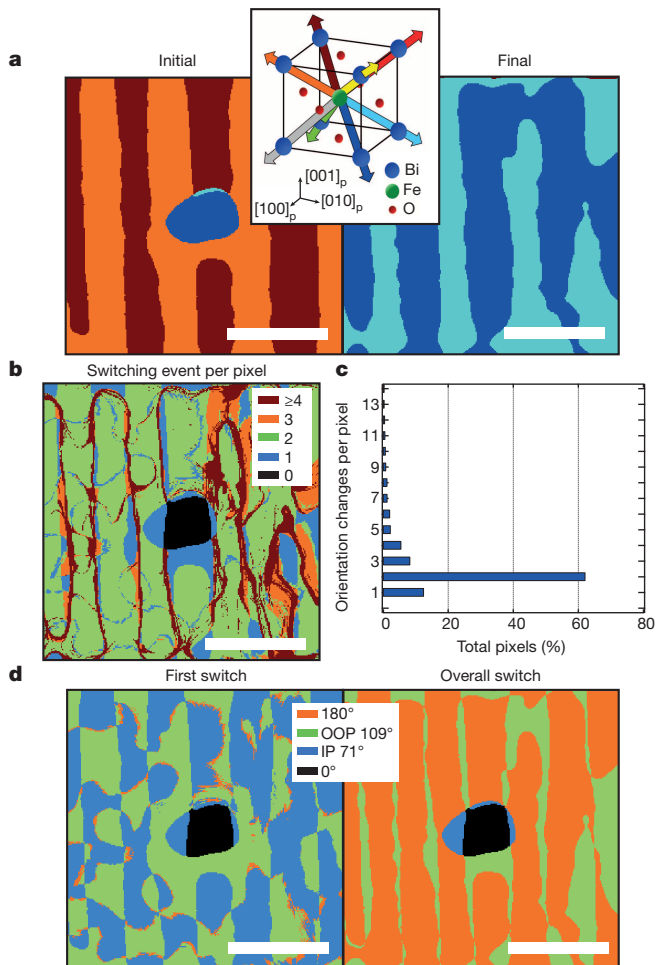 a
Initial
Final
[001]p
[100]p
[010]p
Bi
Fe
O
b
Switching event per pixel
≥4
3
2
1
0
c
Orientation changes per pixel
13
11
9
7
5
3
1
0
20
40
60
80
Total pixels (%)
d
First switch
Overall switch
180°
OOP 109°
IP 71°
0°